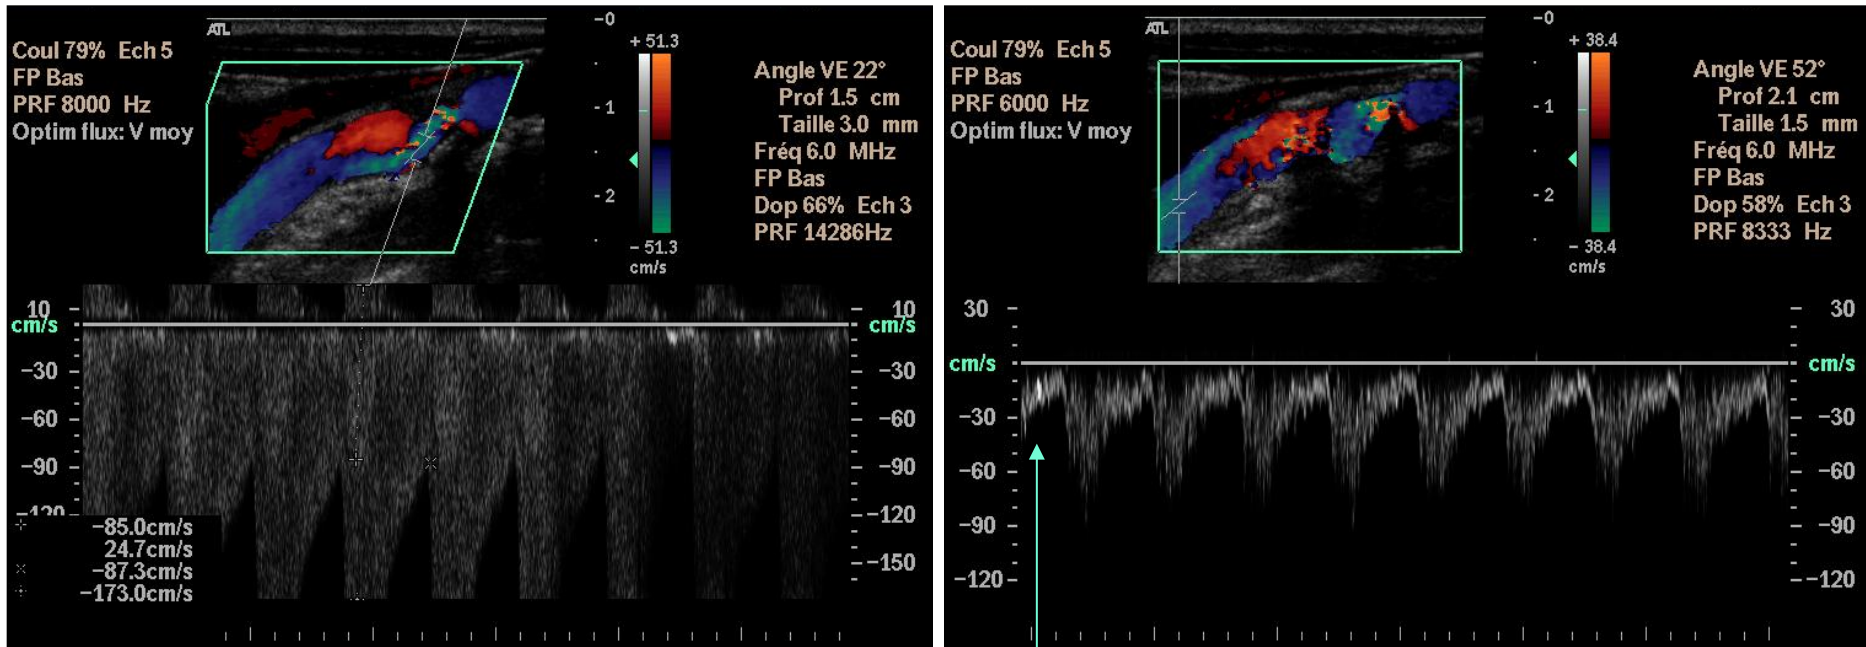 ATL
Coul 79% Ech 5
FP Bas
PRF 8000 Hz
Optim flux: V moy
−0
−1
−2
+ 51.3
− 51.3
cm/s
Angle VE 22°
Prof 1.5 cm
Taille 3.0 mm
Fréq 6.0 MHz
FP Bas
Dop 66% Ech 3
PRF 14286Hz
10
cm/s
−30
−60
−90
−120
10
cm/s
−30
−60
−90
−120
−150
−85.0cm/s
24.7cm/s
−87.3cm/s
−173.0cm/s
ATL
Coul 79% Ech 5
FP Bas
PRF 6000 Hz
Optim flux: V moy
−0
−1
−2
+ 38.4
− 38.4
cm/s
Angle VE 52°
Prof 2.1 cm
Taille 1.5 mm
Fréq 6.0 MHz
FP Bas
Dop 58% Ech 3
PRF 8333 Hz
30
cm/s
−30
−60
−90
−120
30
cm/s
−30
−60
−90
−120